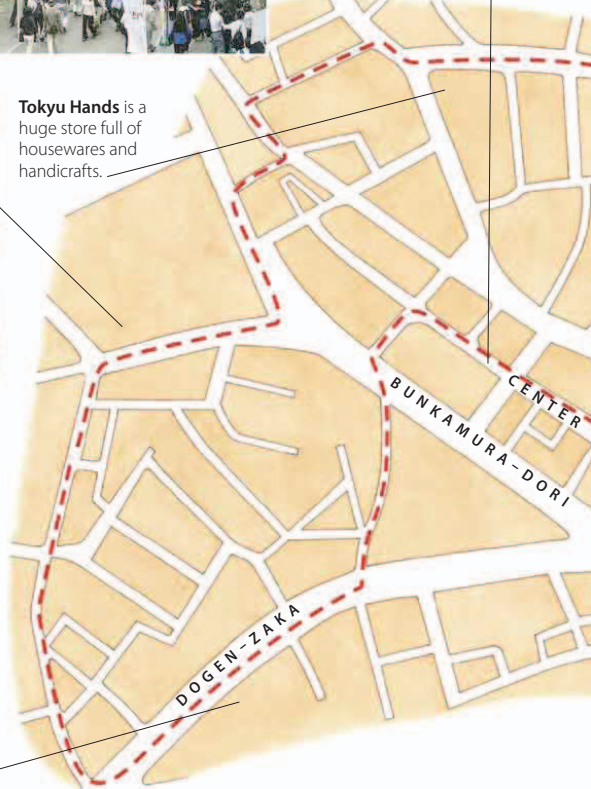 Tokyu Hands is a
huge store full of
housewares and
handicrafts.
CENTER
BUNKAMURA–DORI
DOGEN–ZAKA